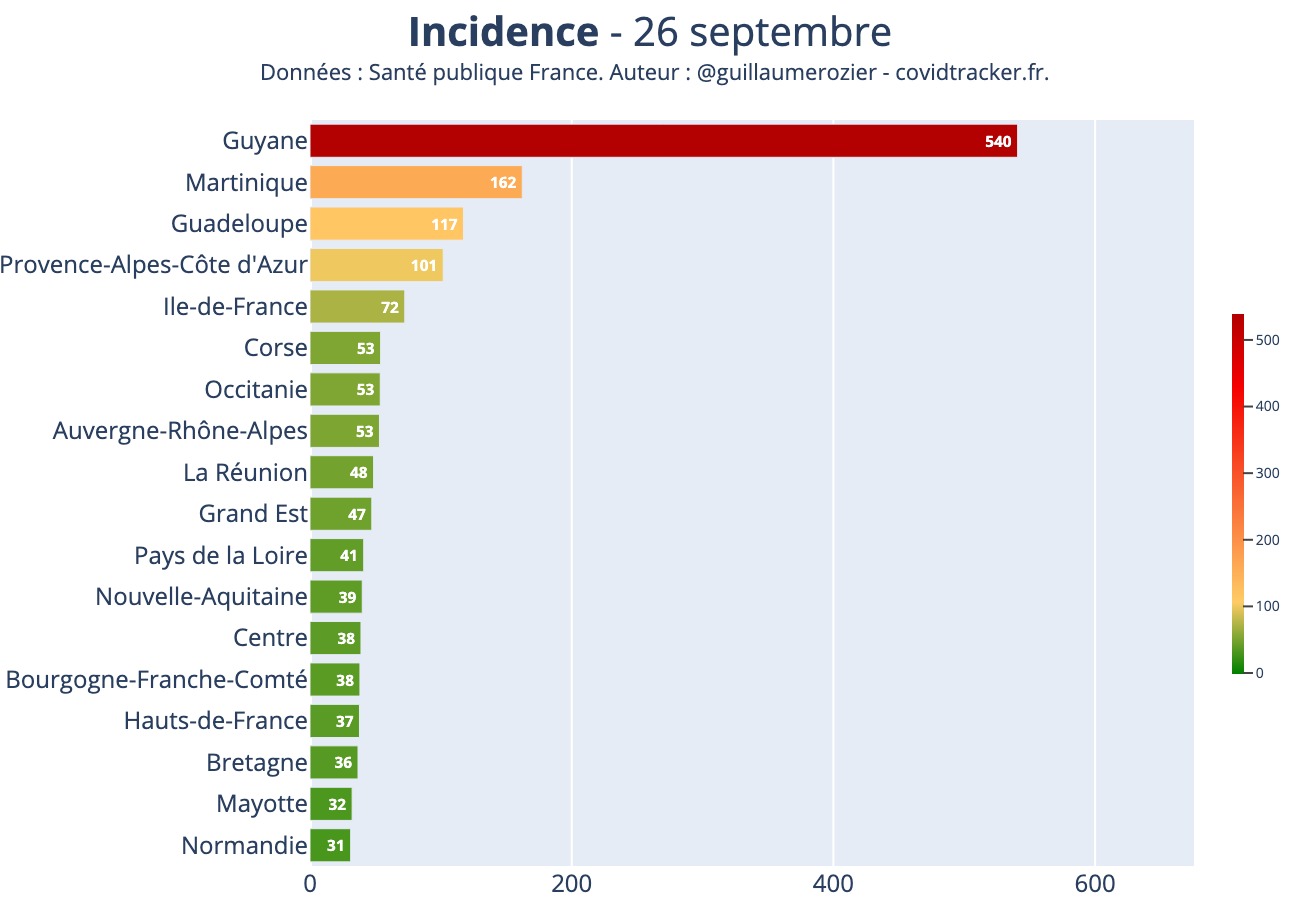 Incidence - 26 septembre
Données : Santé publique France. Auteur : @guillaumerozier - covidtracker.fr.
Guyane 540
Martinique 162
Guadeloupe 117
Provence-Alpes-Côte d'Azur 101
Ile-de-France 72
Corse 53
Occitanie 53
Auvergne-Rhône-Alpes 53
La Réunion 48
Grand Est 47
Pays de la Loire 41
Nouvelle-Aquitaine 39
Centre 38
Bourgogne-Franche-Comté 38
Hauts-de-France 37
Bretagne 36
Mayotte 32
Normandie 31
0 200 400 600
500
400
300
200
100
0